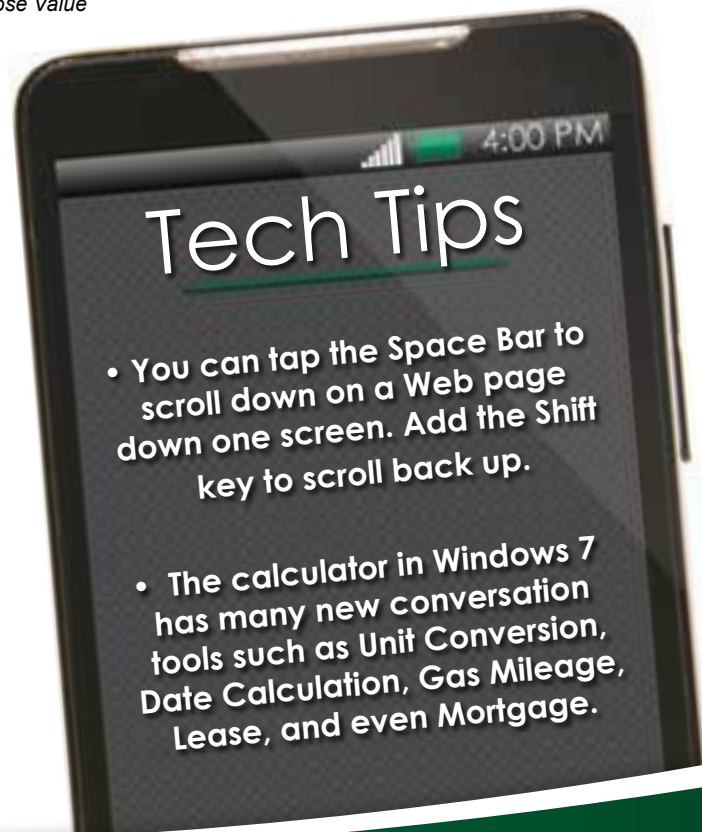 ose Value
4:00 PM
Tech Tips
• You can tap the Space Bar to
scroll down on a Web page
down one screen. Add the Shift
key to scroll back up.
• The calculator in Windows 7
has many new conversation
tools such as Unit Conversion,
Date Calculation, Gas Mileage,
Lease, and even Mortgage.